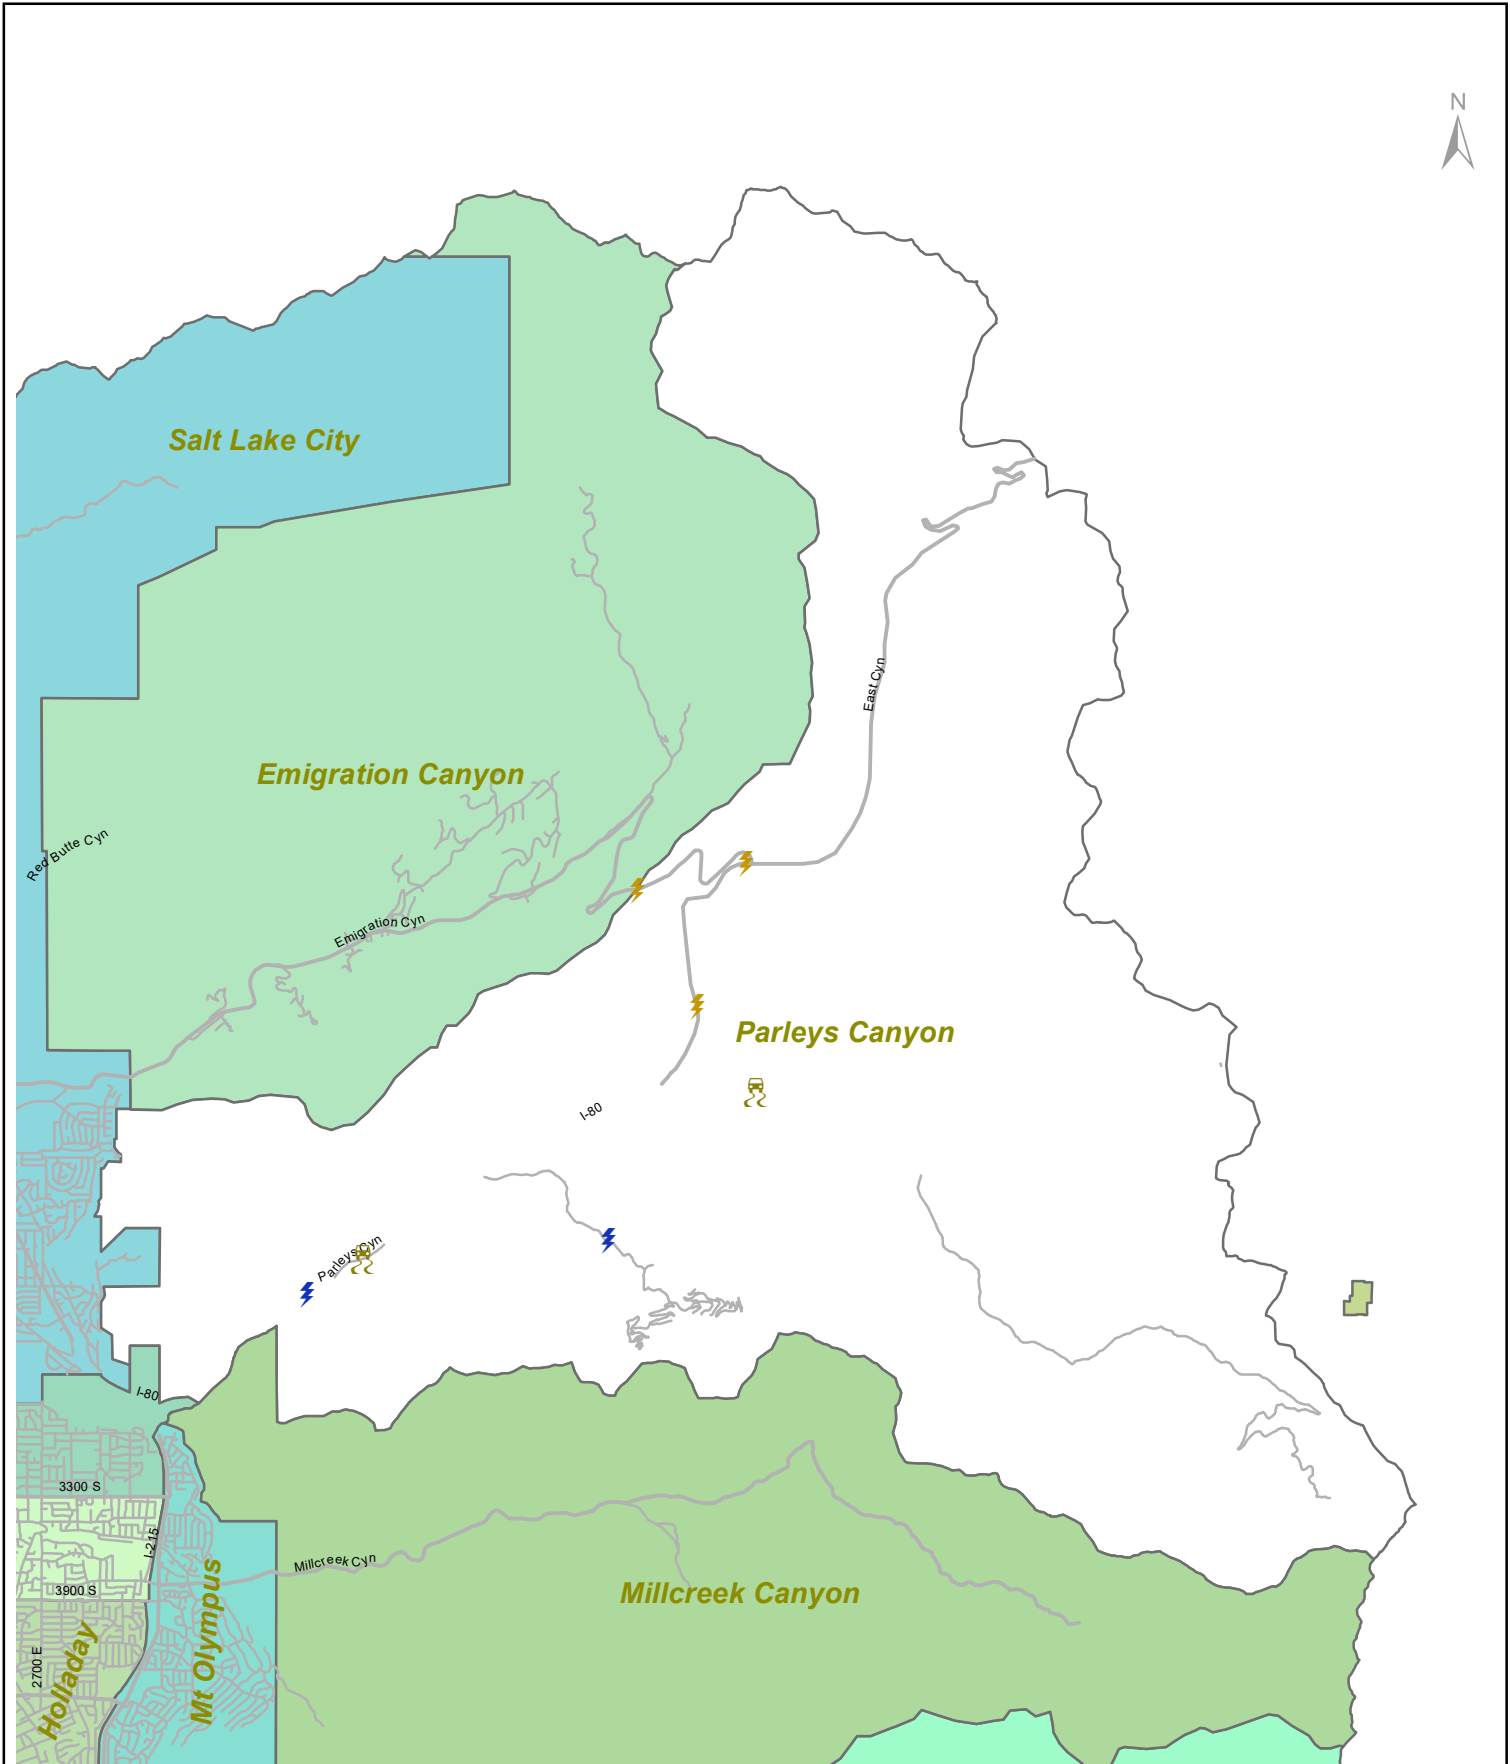 N
Salt Lake City
East Cyn
Emigration Canyon
Red Butte Cyn
Emigration Cyn
Parleys Canyon
I-80
Parleys Cyn
I-80
3300 S
I-215
Millcreek Cyn
3900 S
Millcreek Canyon
Mt Olympus
Holladay
2700 E